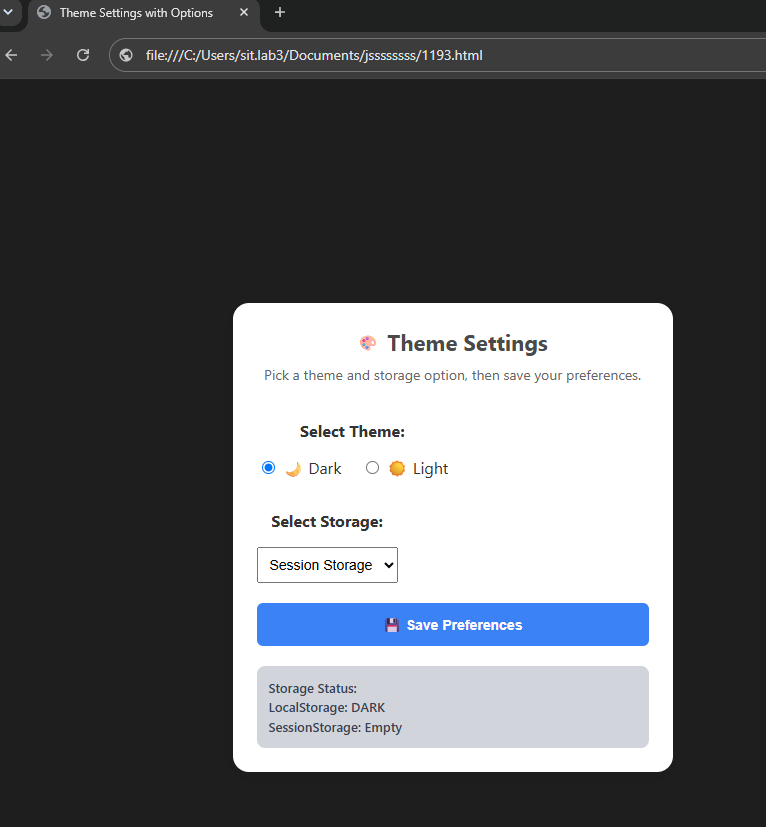 Theme Settings with Options
file:///C:/Users/sit.lab3/Documents/jssssssss/1193.html
🎨 Theme Settings
Pick a theme and storage option, then save your preferences.
Select Theme:
🌙 Dark 🌞 Light
Select Storage:
Session Storage
💾 Save Preferences
Storage Status:
LocalStorage: DARK
SessionStorage: Empty